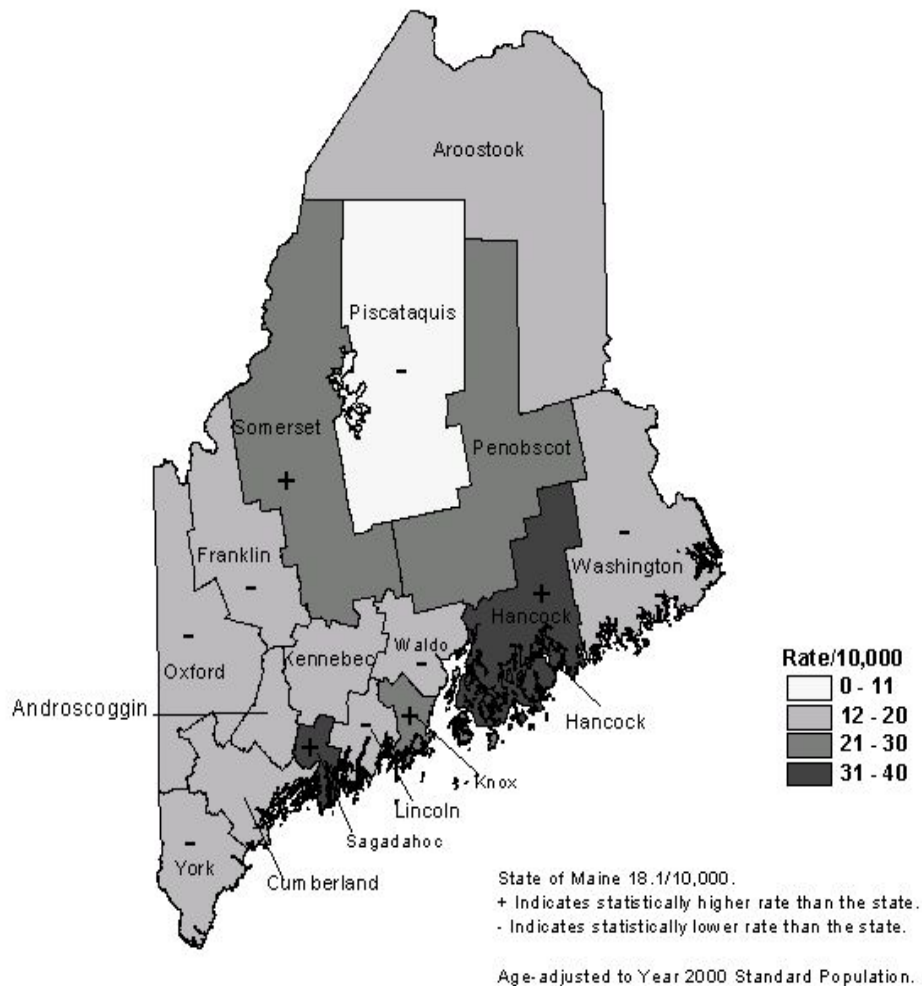 Aroostook
Piscataquis
-
Somerset
+
Penobscot
Franklin
-
Washington
-
Hancock
+
Oxford
-
Kennebec
Waldo
-
Androscoggin
Hancock
+
+
-
Knox
Lincoln
Sagadahoc
York
-
Cumberland
Rate/10,000
0 - 11
12 - 20
21 - 30
31 - 40
State of Maine 18.1/10,000.
+ Indicates statistically higher rate than the state.
- Indicates statistically lower rate than the state.
Age-adjusted to Year 2000 Standard Population.